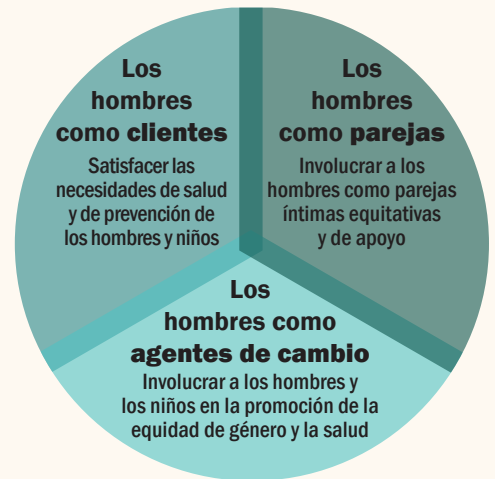 Los
hombres
como clientes
Satisfacer las
necesidades de salud
y de prevención de
los hombres y niños
Los
hombres
como parejas
Involucrar a los
hombres como parejas
íntimas equitativas
y de apoyo
Los
hombres como
agentes de cambio
Involucrar a los hombres y
los niños en la promoción de la
equidad de género y la salud